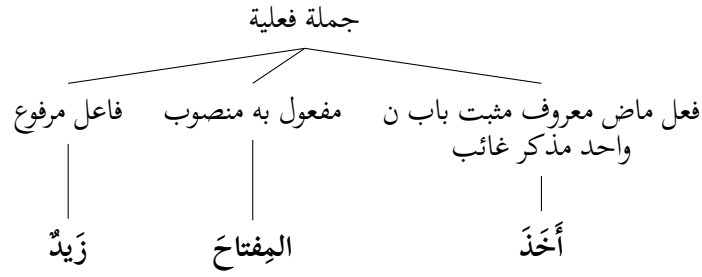 جملة فعلية
فعل ماض معروف مثبت باب ن
واحد مذكر غائب
مفعول به منصوب
فاعل مرفوع
أَخَذَ
المِفتاحَ
زَيدٌ